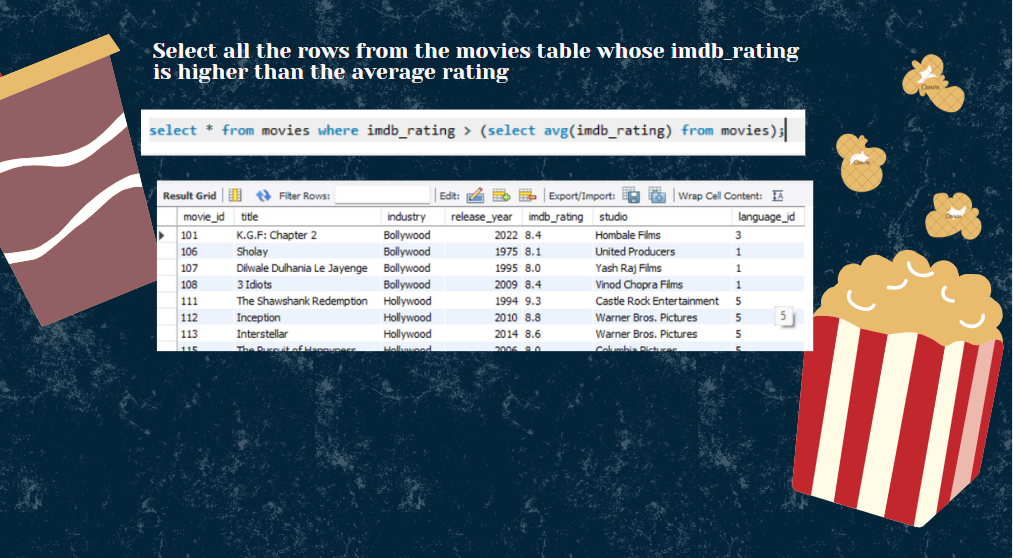 Select all the rows from the movies table whose imdb_rating
is higher than the average rating
select * from movies where imdb_rating > (select avg(imdb_rating) from movies);
Result Grid Filter Rows: Edit: Export/Import: Wrap Cell Content:
movie_id title industry release_year imdb_rating studio language_id
101 K.G.F: Chapter 2 Bollywood 2022 8.4 Hombale Films 3
106 Sholay Bollywood 1975 8.1 United Producers 1
107 Dilwale Dulhania Le Jayenge Bollywood 1995 8.0 Yash Raj Films 1
108 3 Idiots Bollywood 2009 8.4 Vinod Chopra Films 1
111 The Shawshank Redemption Hollywood 1994 9.3 Castle Rock Entertainment 5
112 Inception Hollywood 2010 8.8 Warner Bros. Pictures 5 5
113 Interstellar Hollywood 2014 8.6 Warner Bros. Pictures 5
115 The Pursuit of Happyness Hollywood 2006 8.0 Columbia Pictures 5
Canva
Canva
Canva